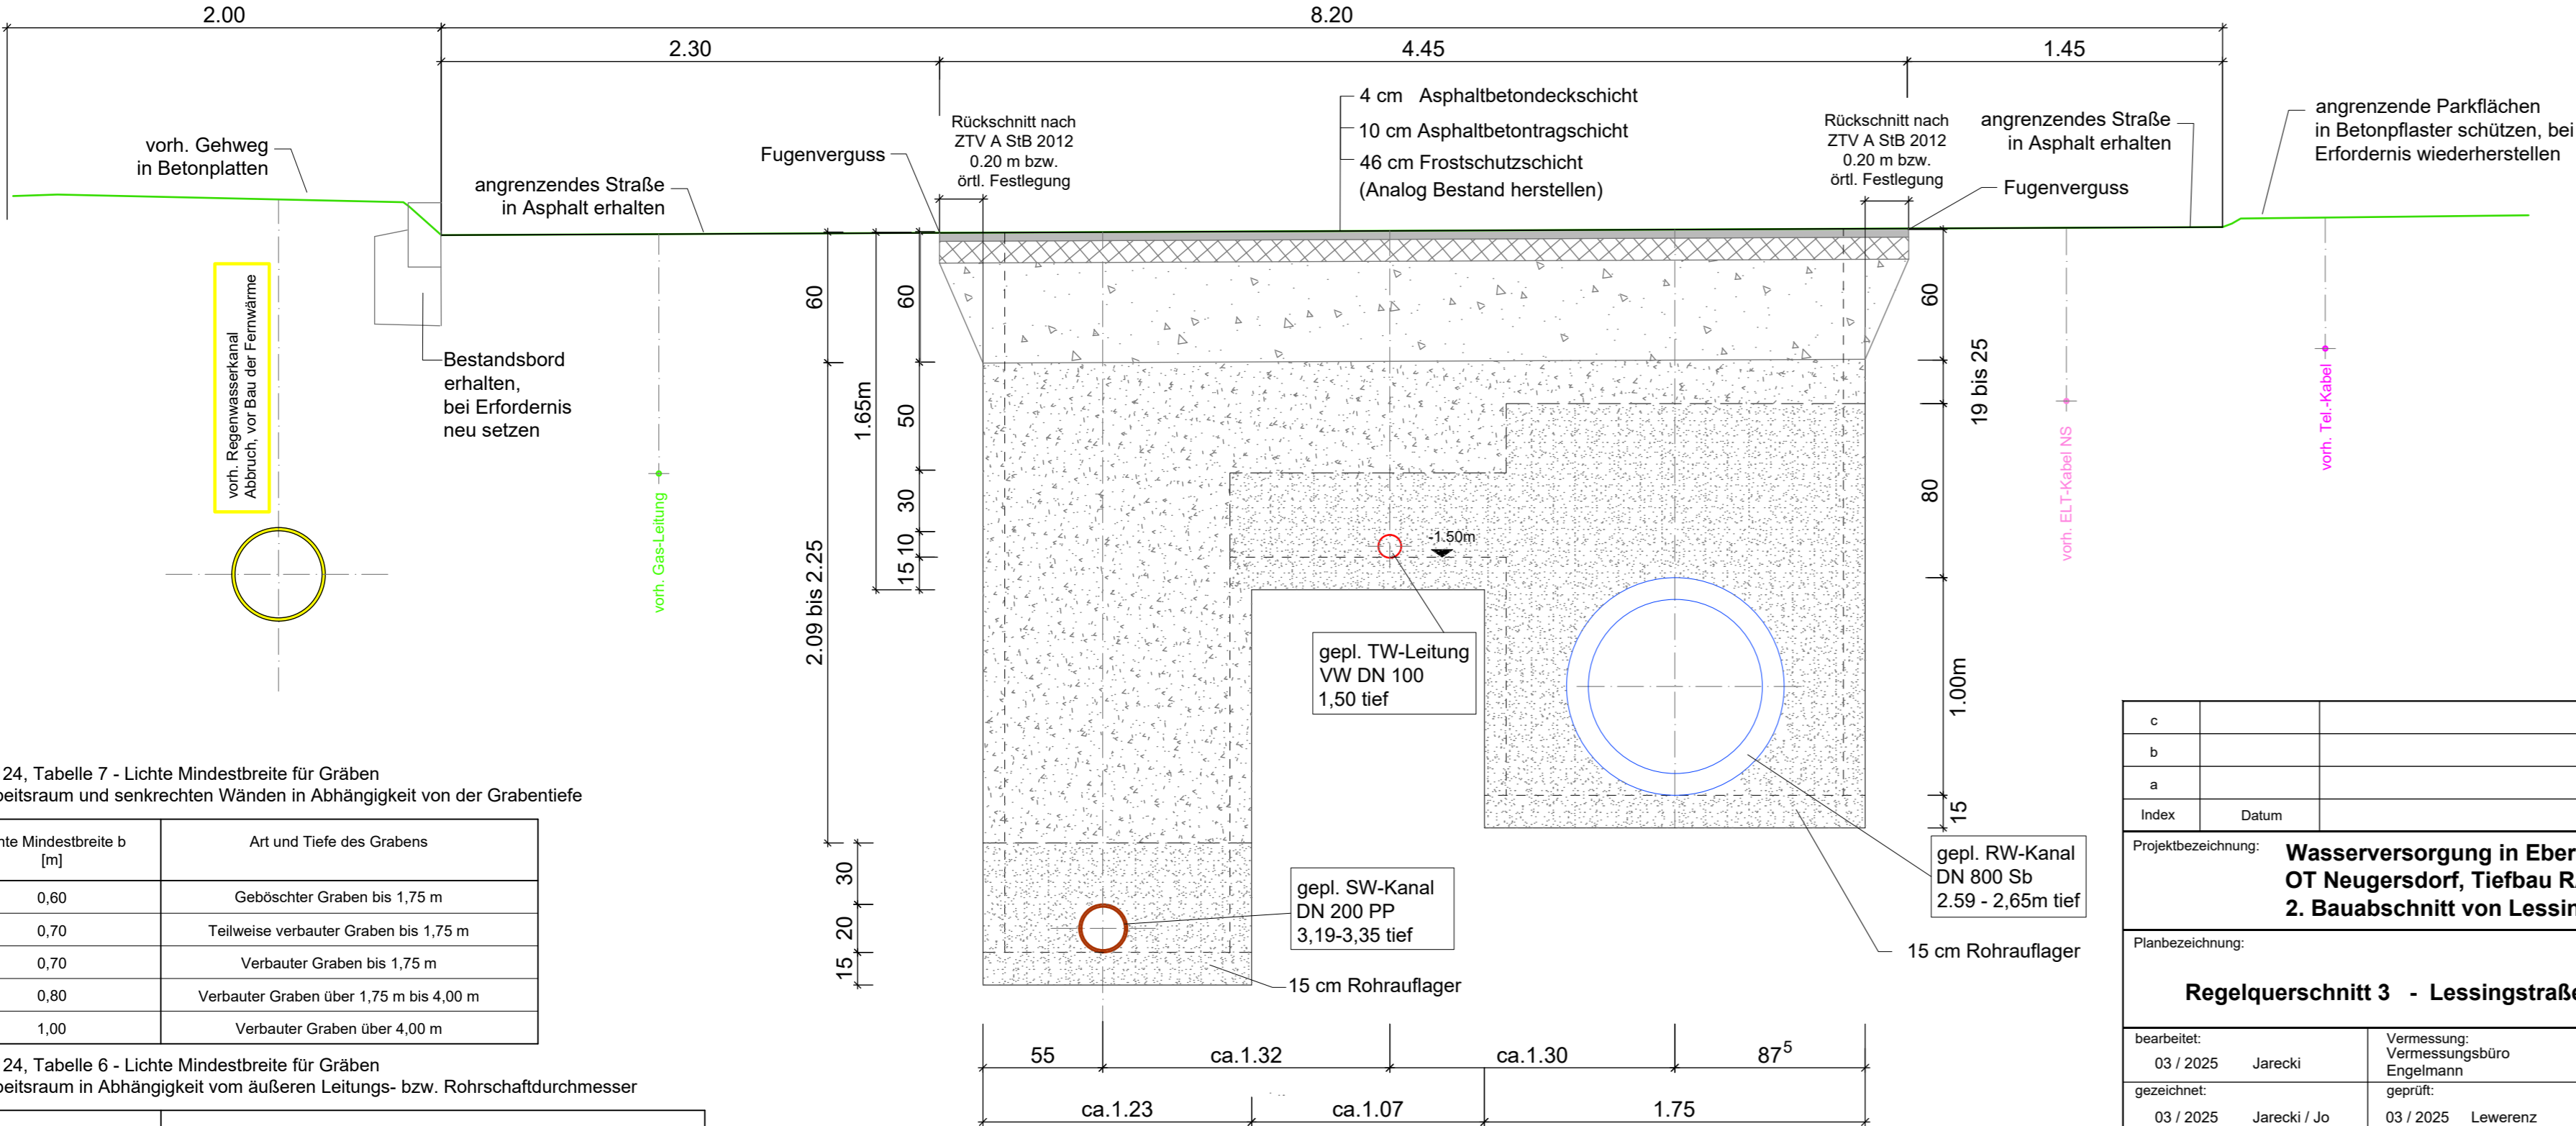 2.00
8.20
2.30
4.45
1.45
vorh. Gehweg
in Betonplatten
angrenzendes Straße
in Asphalt erhalten
Fugenverguss
Rückschnitt nach
ZTV A StB 2012
0.20 m bzw.
örtl. Festlegung
4 cm Asphaltbetondeckschicht
10 cm Asphaltbetontragschicht
46 cm Frostschutzschicht
(Analog Bestand herstellen)
Rückschnitt nach
ZTV A StB 2012
0.20 m bzw.
örtl. Festlegung
angrenzendes Straße
in Asphalt erhalten
Fugenverguss
angrenzende Parkflächen
in Betonpflaster schützen, bei
Erfordernis wiederherstellen
vorh. Regenwasserkanal
Abbruch, vor Bau der Fernwärme
Bestandsbord
erhalten,
bei Erfordernis
neu setzen
vorh. Gas-Leitung
60
2.09 bis 2.25
30
20
15
1.65m
60
50
30
10
15
-1.50m
gepl. TW-Leitung
VW DN 100
1,50 tief
gepl. SW-Kanal
DN 200 PP
3,19-3,35 tief
15 cm Rohrauflager
60
19 bis 25
80
1.00m
15
vorh. ELT-Kabel NS
vorh. Tel.-Kabel
gepl. RW-Kanal
DN 800 Sb
2.59 - 2,65m tief
15 cm Rohrauflager
55
ca.1.32
ca.1.30
87⁵
ca.1.23
ca.1.07
1.75
24, Tabelle 7 - Lichte Mindestbreite für Gräben
beitsraum und senkrechten Wänden in Abhängigkeit von der Grabentiefe
hte Mindestbreite b
[m]
Art und Tiefe des Grabens
0,60 Geböschter Graben bis 1,75 m
0,70 Teilweise verbauter Graben bis 1,75 m
0,70 Verbauter Graben bis 1,75 m
0,80 Verbauter Graben über 1,75 m bis 4,00 m
1,00 Verbauter Graben über 4,00 m
24, Tabelle 6 - Lichte Mindestbreite für Gräben
beitsraum in Abhängigkeit vom äußeren Leitungs- bzw. Rohrschaftdurchmesser
c
b
a
Index Datum
Projektbezeichnung:
Wasserversorgung in Eber
OT Neugersdorf, Tiefbau R
2. Bauabschnitt von Lessin
Planbezeichnung:
Regelquerschnitt 3 - Lessingstraße
bearbeitet:
03 / 2025 Jarecki
Vermessung:
Vermessungsbüro
Engelmann
gezeichnet:
03 / 2025 Jarecki / Jo
geprüft:
03 / 2025 Lewerenz